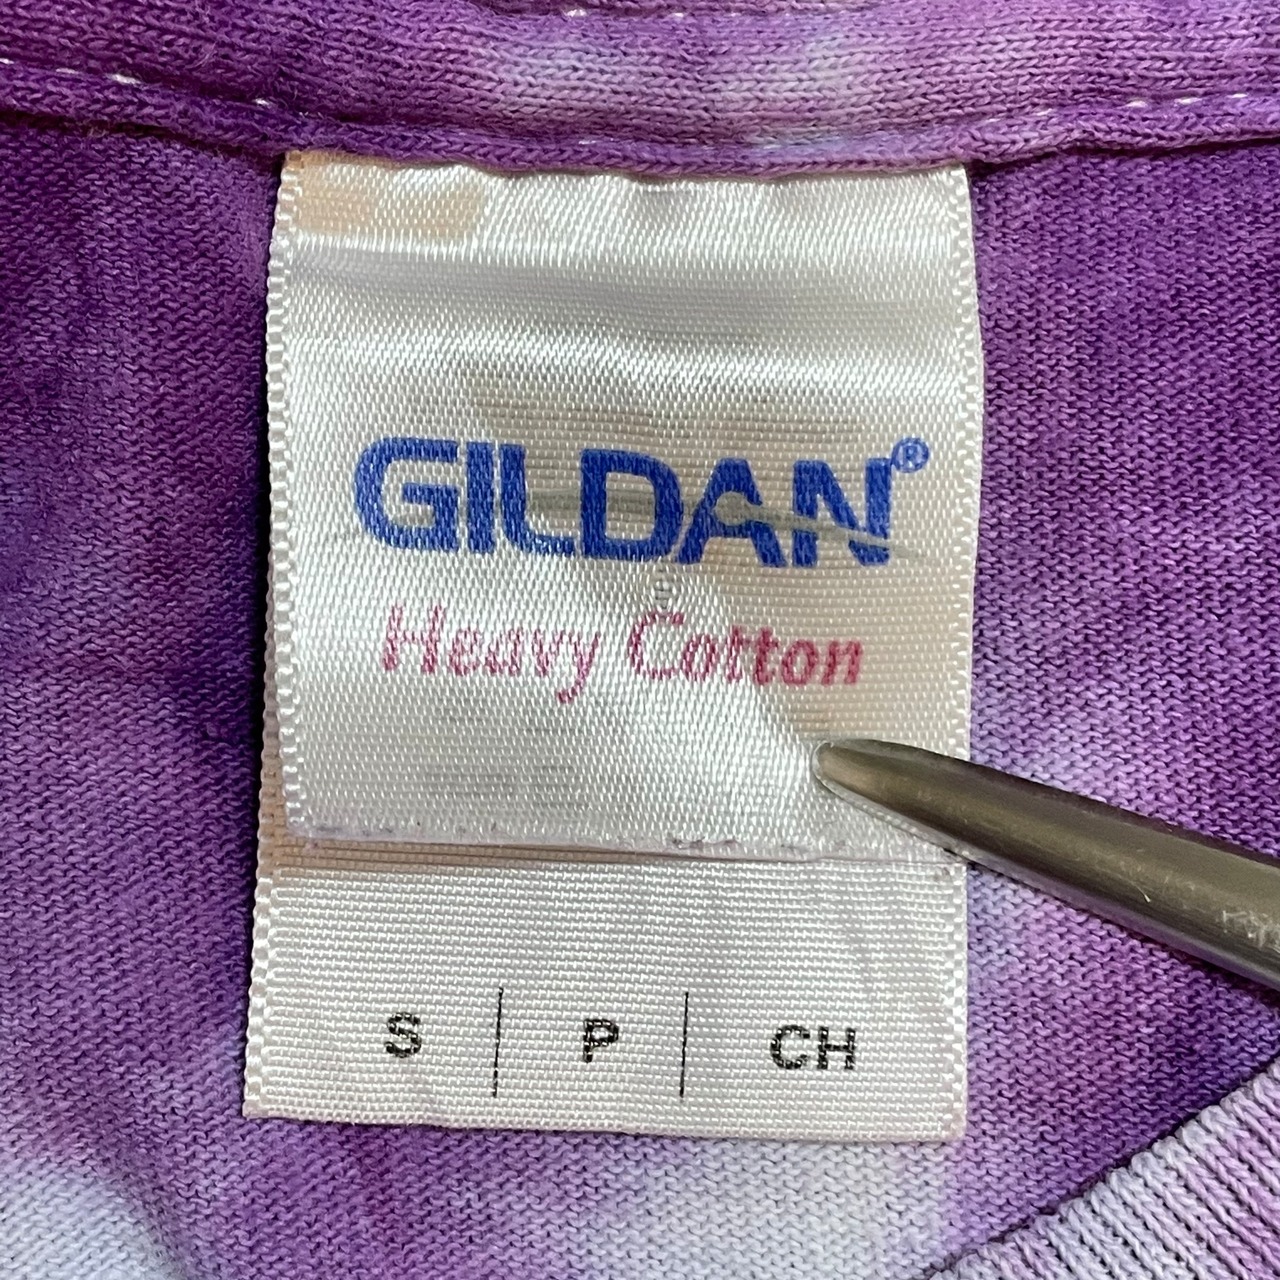 GILDAN®
Heavy Cotton
S | P | CH